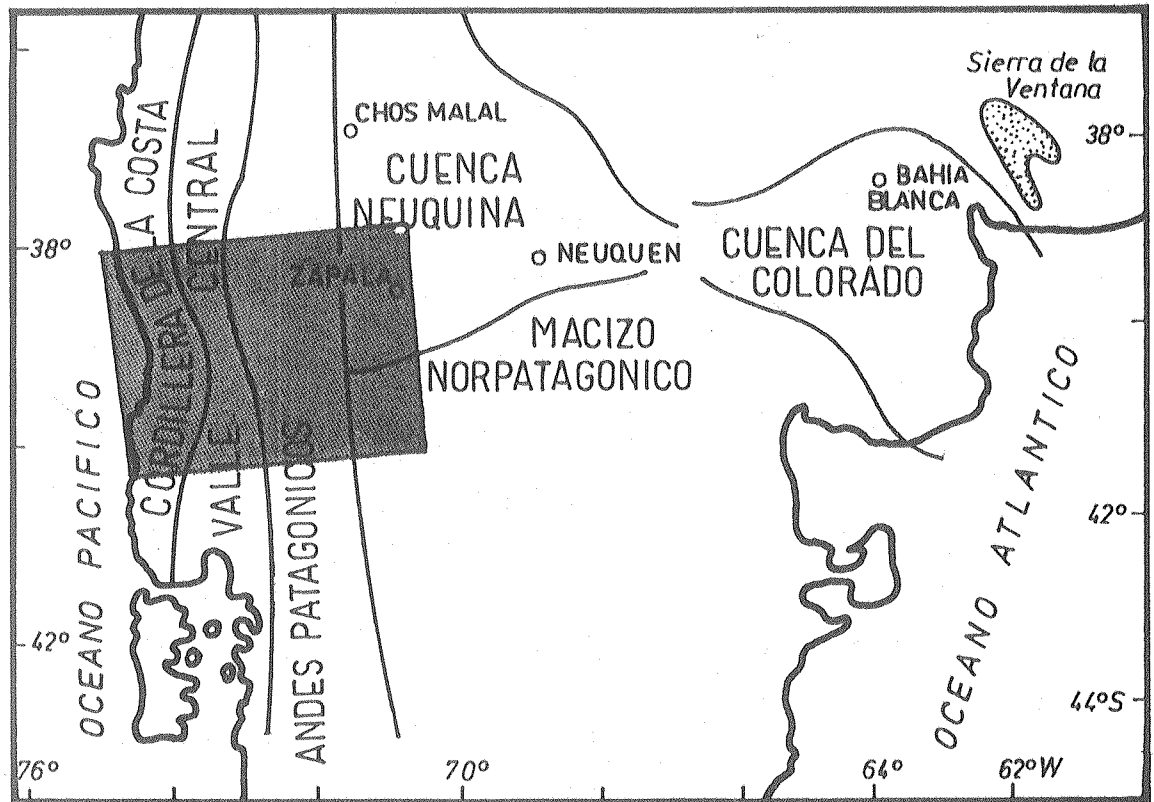 Sierra de la
Ventana
38°
CHOS MALAL
CUENCA
NEUQUINA
BAHIA
BLANCA
38°
NEUQUEN
CUENCA DEL
COLORADO
ZAPALA
CORDILLERA DE LA COSTA
VALLE CENTRAL
ANDES PATAGONICOS
MACIZO
NORPATAGONICO
OCEANO PACIFICO
OCEANO ATLANTICO
42°
42°
44°S
76°
70°
64°
62°W